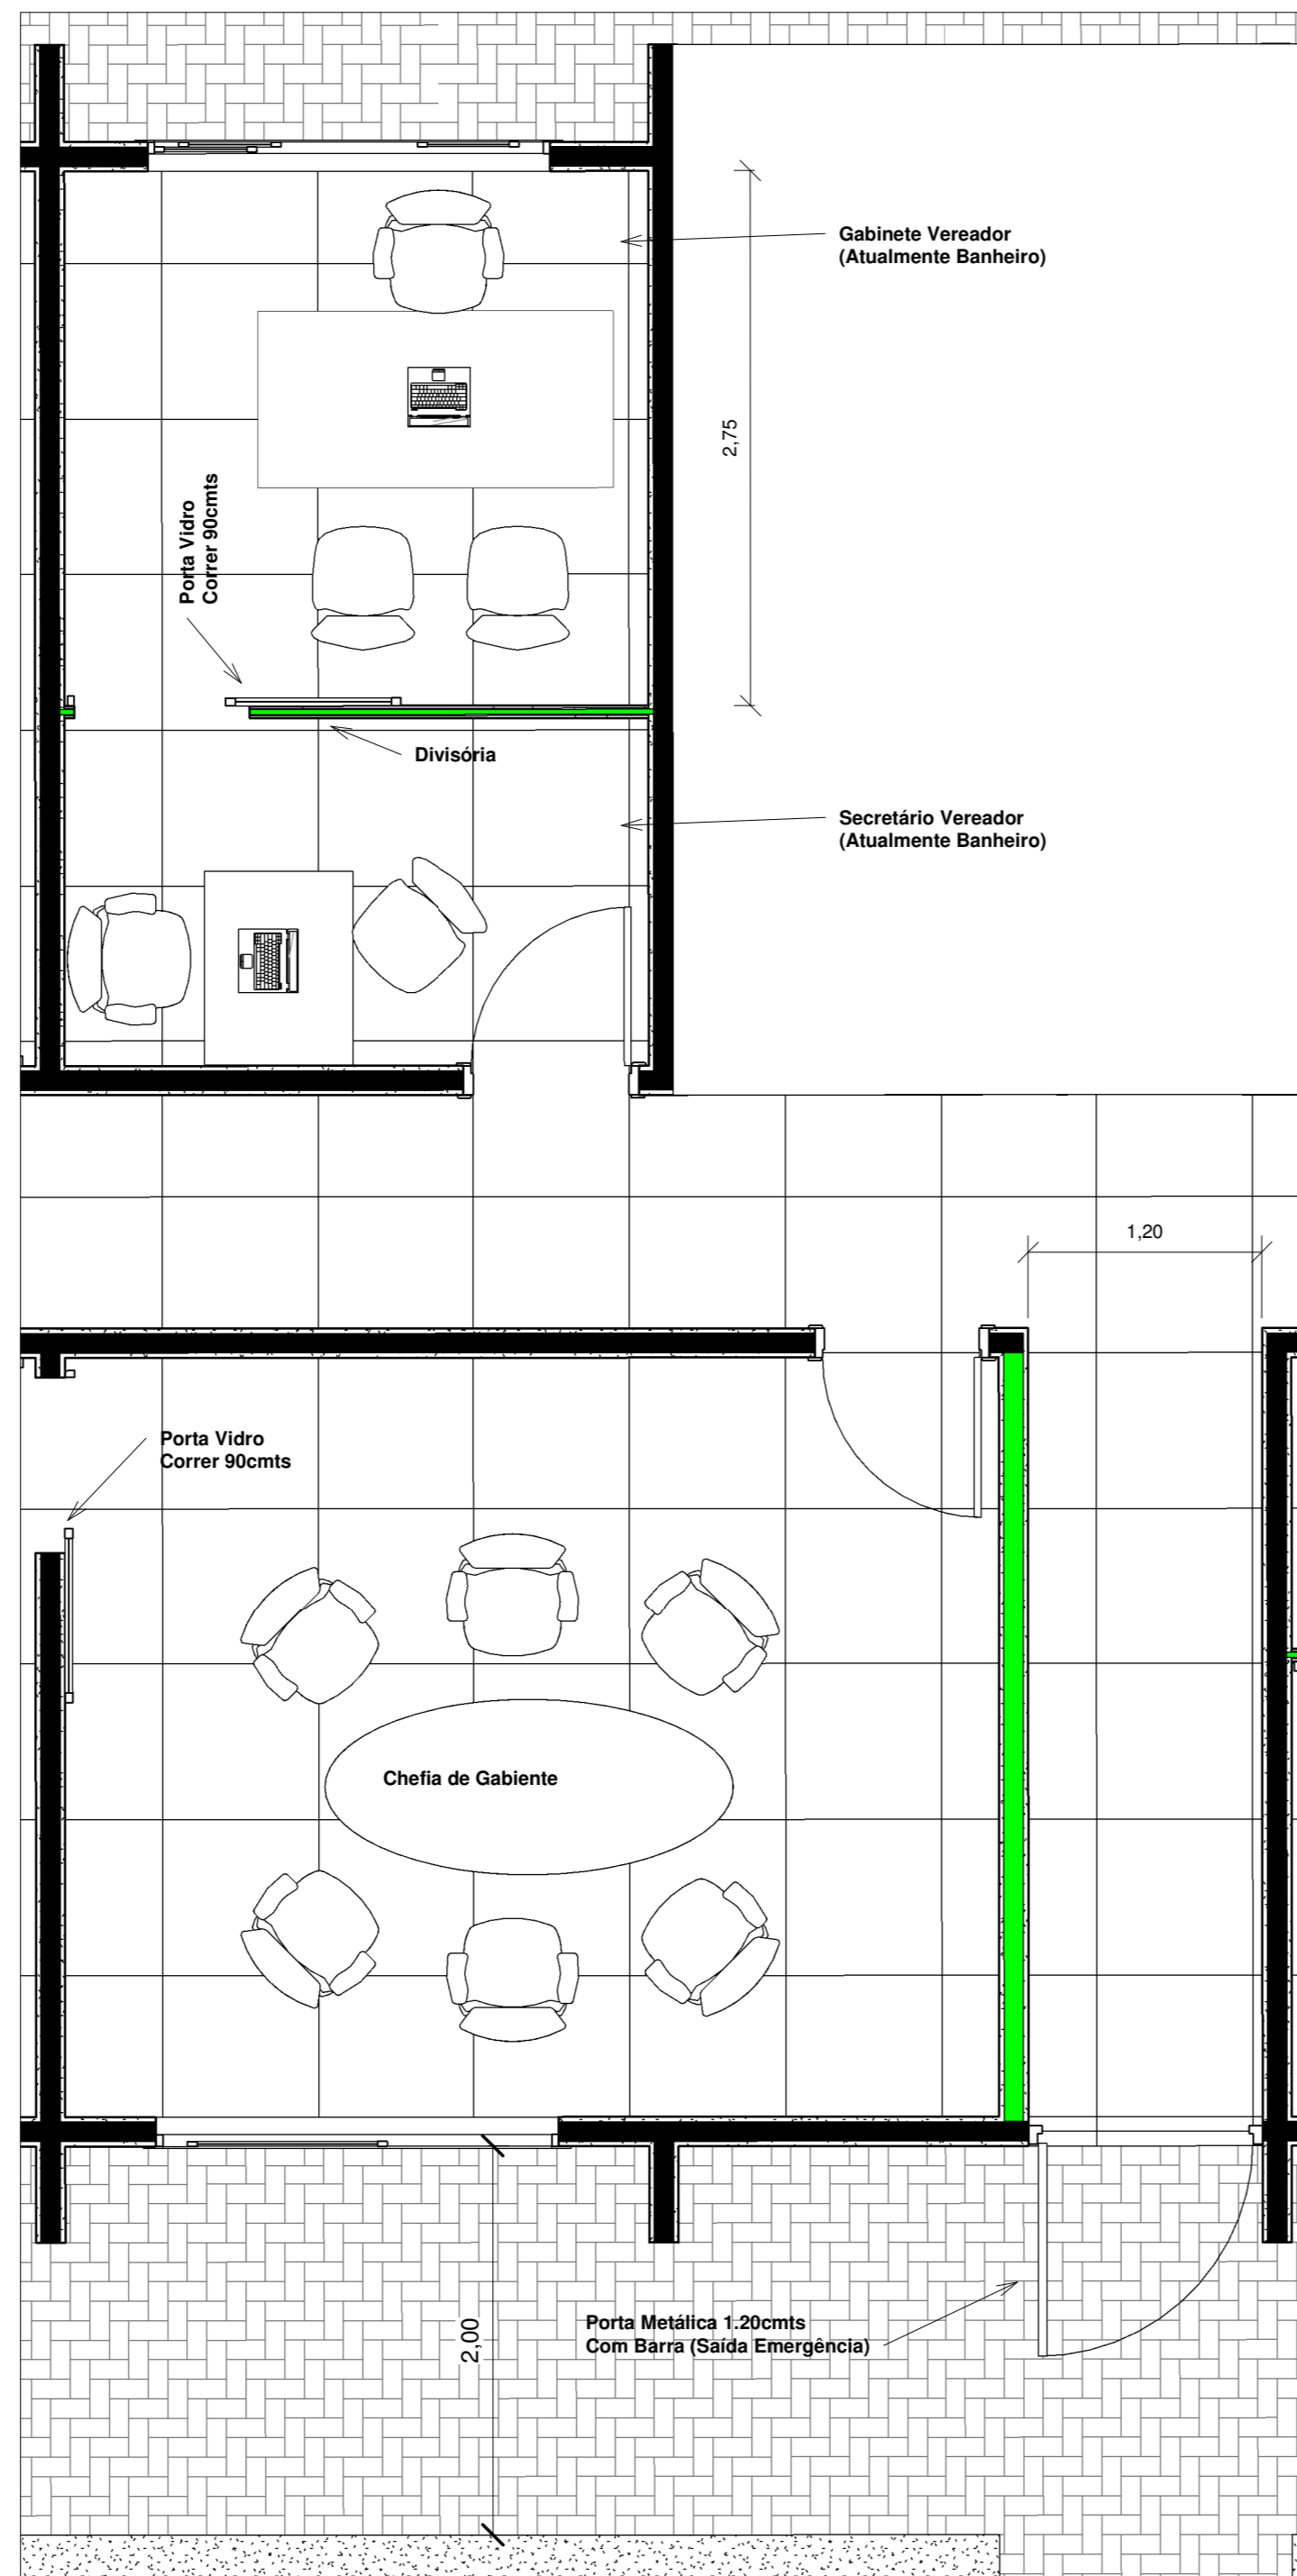 Gabinete Vereador
(Atualmente Banheiro)
2,75
Porta Vidro
Correr 90cmts
Divisória
Secretário Vereador
(Atualmente Banheiro)
1,20
Porta Vidro
Correr 90cmts
Chefia de Gabiente
2,00
Porta Metálica 1.20cmts
Com Barra (Saída Emergência)